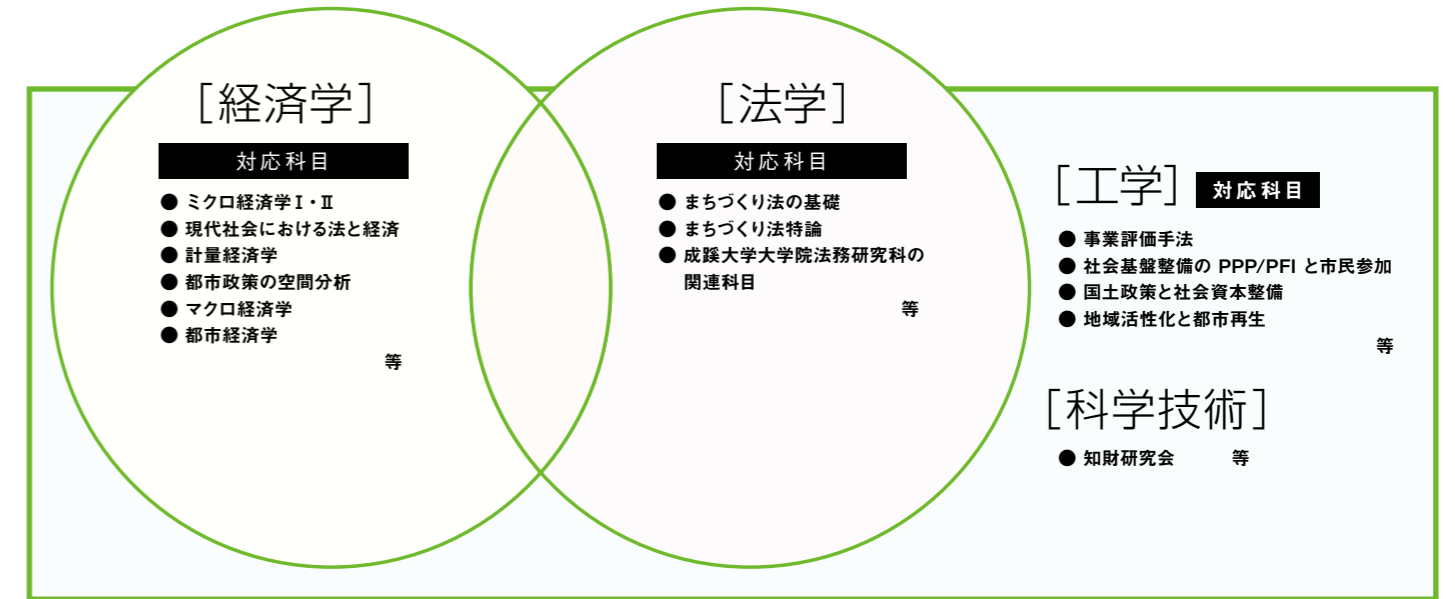 [経済学]
対応科目
● ミクロ経済学Ⅰ・Ⅱ
● 現代社会における法と経済
● 計量経済学
● 都市政策の空間分析
● マクロ経済学
● 都市経済学
等
[法学]
対応科目
● まちづくり法の基礎
● まちづくり法特論
● 成蹊大学大学院法務研究科の
関連科目
等
[工学] 対応科目
● 事業評価手法
● 社会基盤整備の PPP/PFI と市民参加
● 国土政策と社会資本整備
● 地域活性化と都市再生
等
[科学技術]
● 知財研究会 等